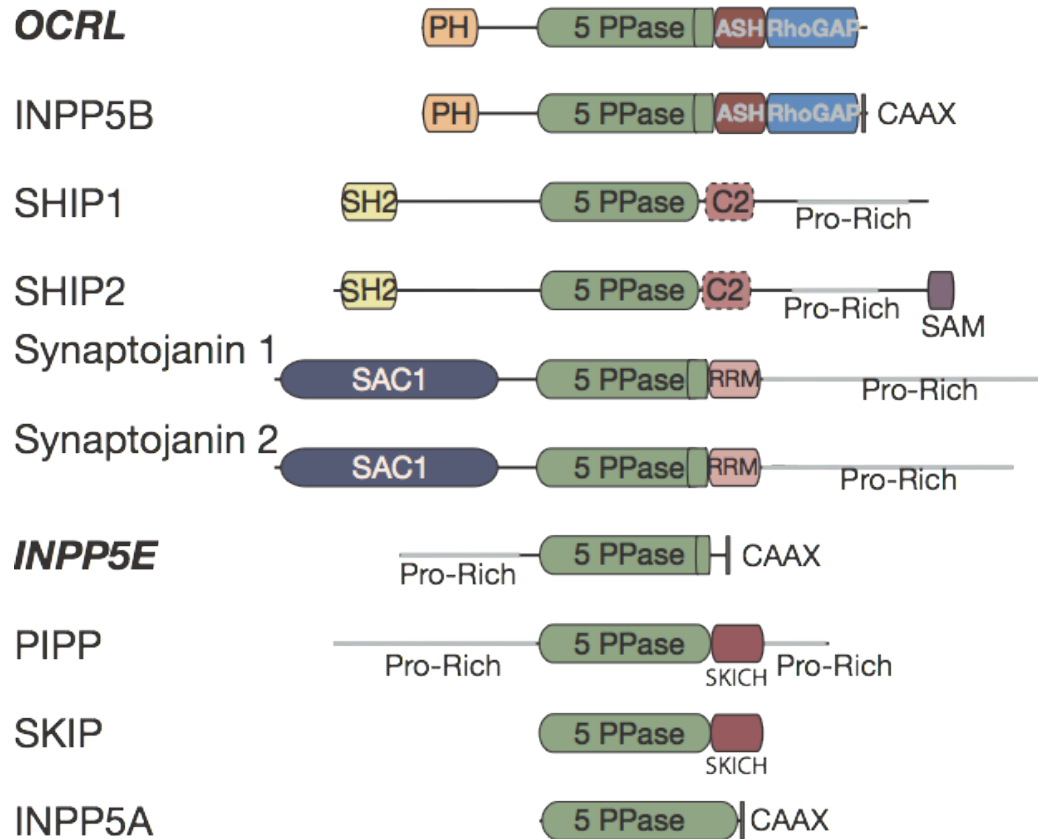 OCRL PH 5 PPase ASH RhoGAP
INPP5B PH 5 PPase ASH RhoGAP CAAX
SHIP1 SH2 5 PPase C2 Pro-Rich
SHIP2 SH2 5 PPase C2 Pro-Rich SAM
Synaptojanin 1 SAC1 5 PPase RRM Pro-Rich
Synaptojanin 2 SAC1 5 PPase RRM Pro-Rich
INPP5E Pro-Rich 5 PPase CAAX
PIPP Pro-Rich 5 PPase SKICH Pro-Rich
SKIP 5 PPase SKICH
INPP5A 5 PPase CAAX